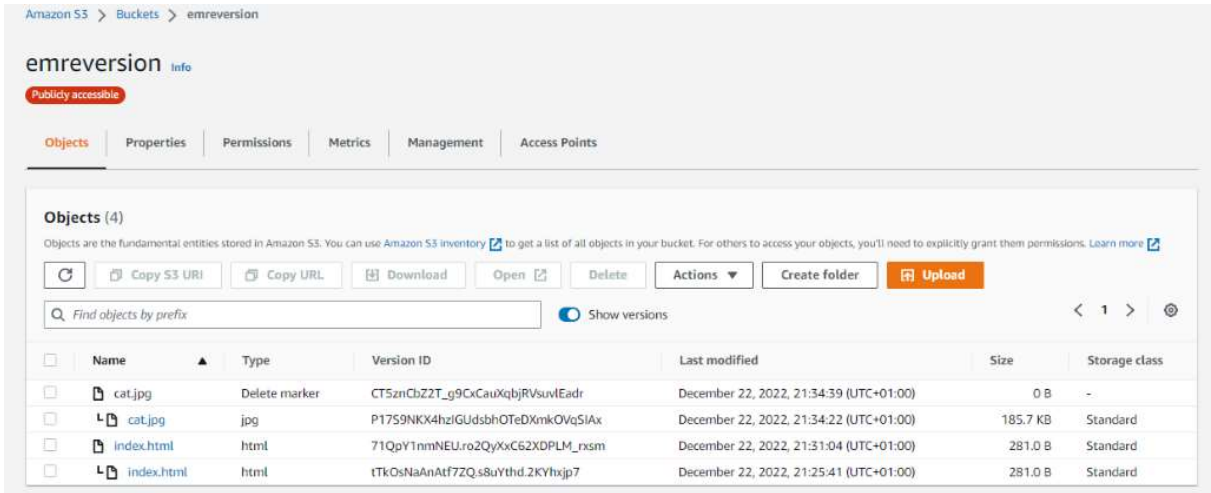 Amazon S3 > Buckets > emreversion
emreversion Info
Publicly accessible
Objects Properties Permissions Metrics Management Access Points
Objects (4)
Objects are the fundamental entities stored in Amazon S3. You can use Amazon S3 inventory to get a list of all objects in your bucket. For others to access your objects, you'll need to explicitly grant them permissions. Learn more
Copy S3 URI Copy URL Download Open Delete Actions Create folder Upload
Find objects by prefix Show versions < 1 >
Name Type Version ID Last modified Size Storage class
cat.jpg Delete marker CT5znCbZ2T_g9CxCauXqbjRVsuvlEadr December 22, 2022, 21:34:39 (UTC+01:00) 0 B -
cat.jpg jpg P17S9NKX4hzIGUdsbhOTeDXmkOVqSIAx December 22, 2022, 21:34:22 (UTC+01:00) 185.7 KB Standard
index.html html 71QpY1nmNEU.ro2QyXxC62XDPLM_rxsm December 22, 2022, 21:31:04 (UTC+01:00) 281.0 B Standard
index.html html tTkOsNaAnAtf7ZQ.s8uYthd.2KYhxjp7 December 22, 2022, 21:25:41 (UTC+01:00) 281.0 B Standard